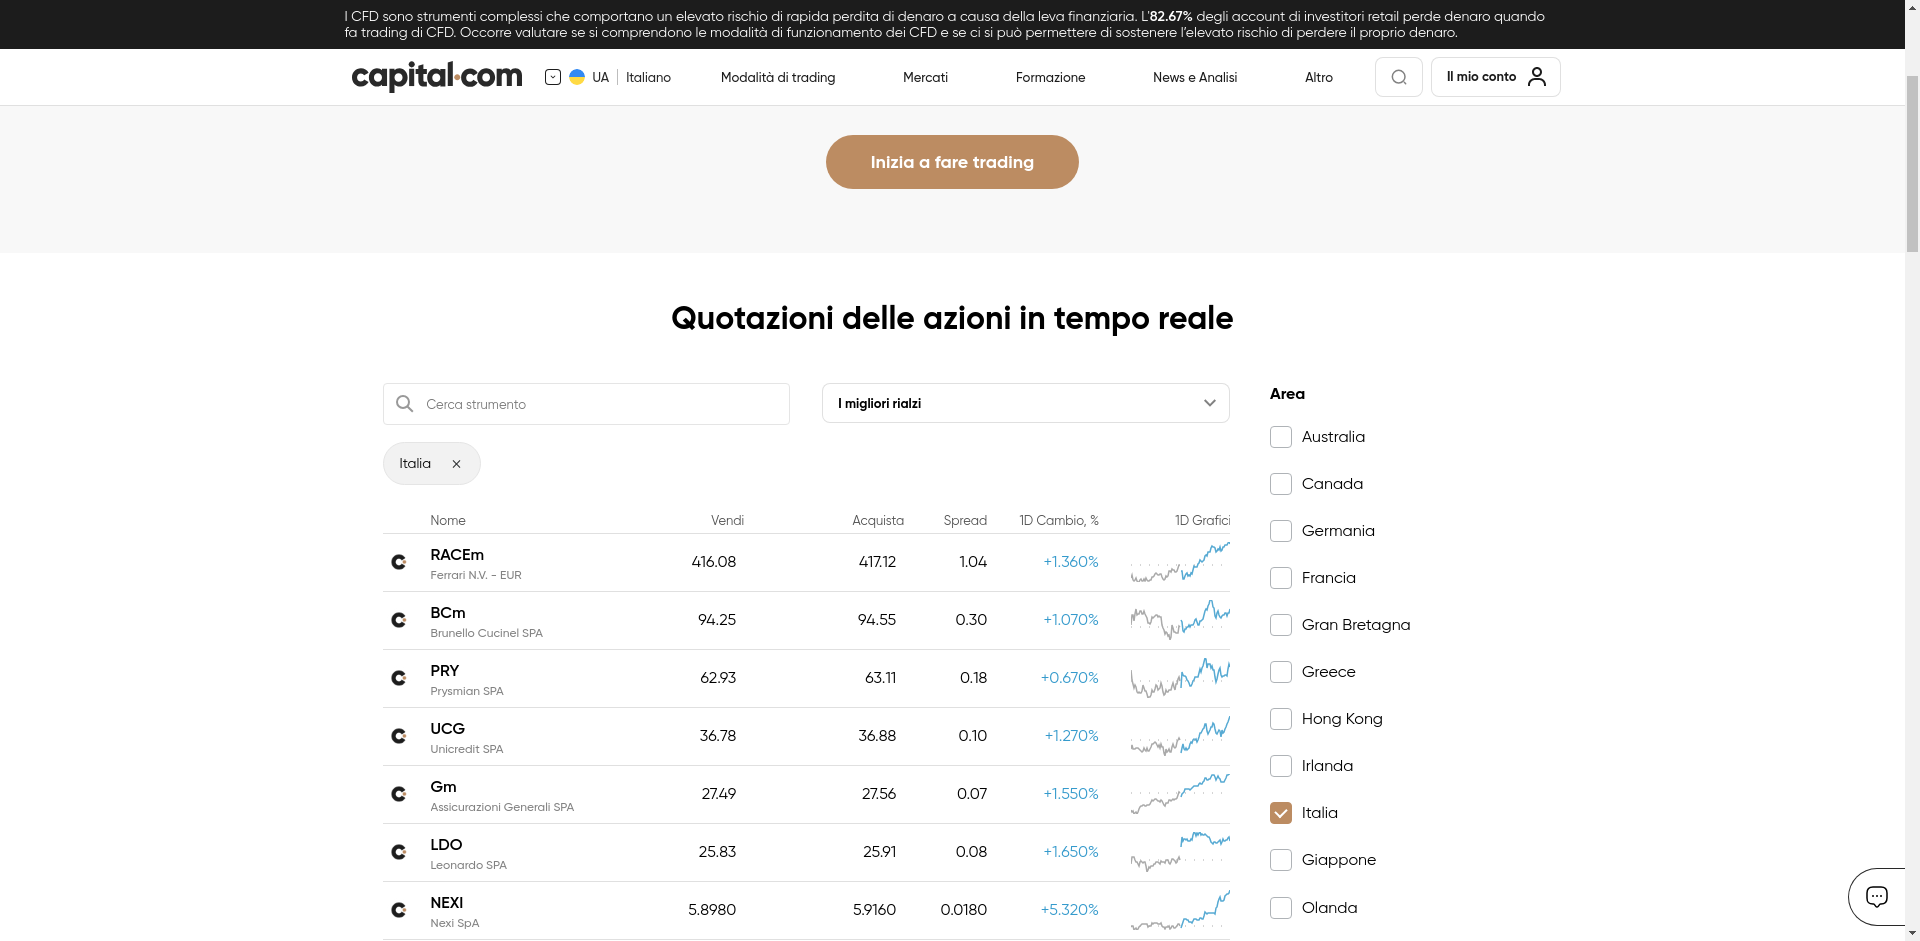 I CFD sono strumenti complessi che comportano un elevato rischio di rapida perdita di denaro a causa della leva finanziaria. L'82.67% degli account di investitori retail perde denaro quando
fa trading di CFD. Occorre valutare se si comprendono le modalità di funzionamento dei CFD e se ci si può permettere di sostenere l'elevato rischio di perdere il proprio denaro.
capital.com UA Italiano Modalità di trading Mercati Formazione News e Analisi Altro Il mio conto
Inizia a fare trading
Quotazioni delle azioni in tempo reale
Cerca strumento
I migliori rialzi
Italia
Nome Vendi Acquista Spread 1D Cambio, % 1D Grafici
RACEm 416.08 417.12 1.04 +1.360%
Ferrari N.V. - EUR
BCm 94.25 94.55 0.30 +1.070%
Brunello Cucinel SPA
PRY 62.93 63.11 0.18 +0.670%
Prysmian SPA
UCG 36.78 36.88 0.10 +1.270%
Unicredit SPA
Gm 27.49 27.56 0.07 +1.550%
Assicurazioni Generali SPA
LDO 25.83 25.91 0.08 +1.650%
Leonardo SPA
NEXI 5.8980 5.9160 0.0180 +5.320%
Nexi SpA
Area
Australia
Canada
Germania
Francia
Gran Bretagna
Greece
Hong Kong
Irlanda
Italia
Giappone
Olanda